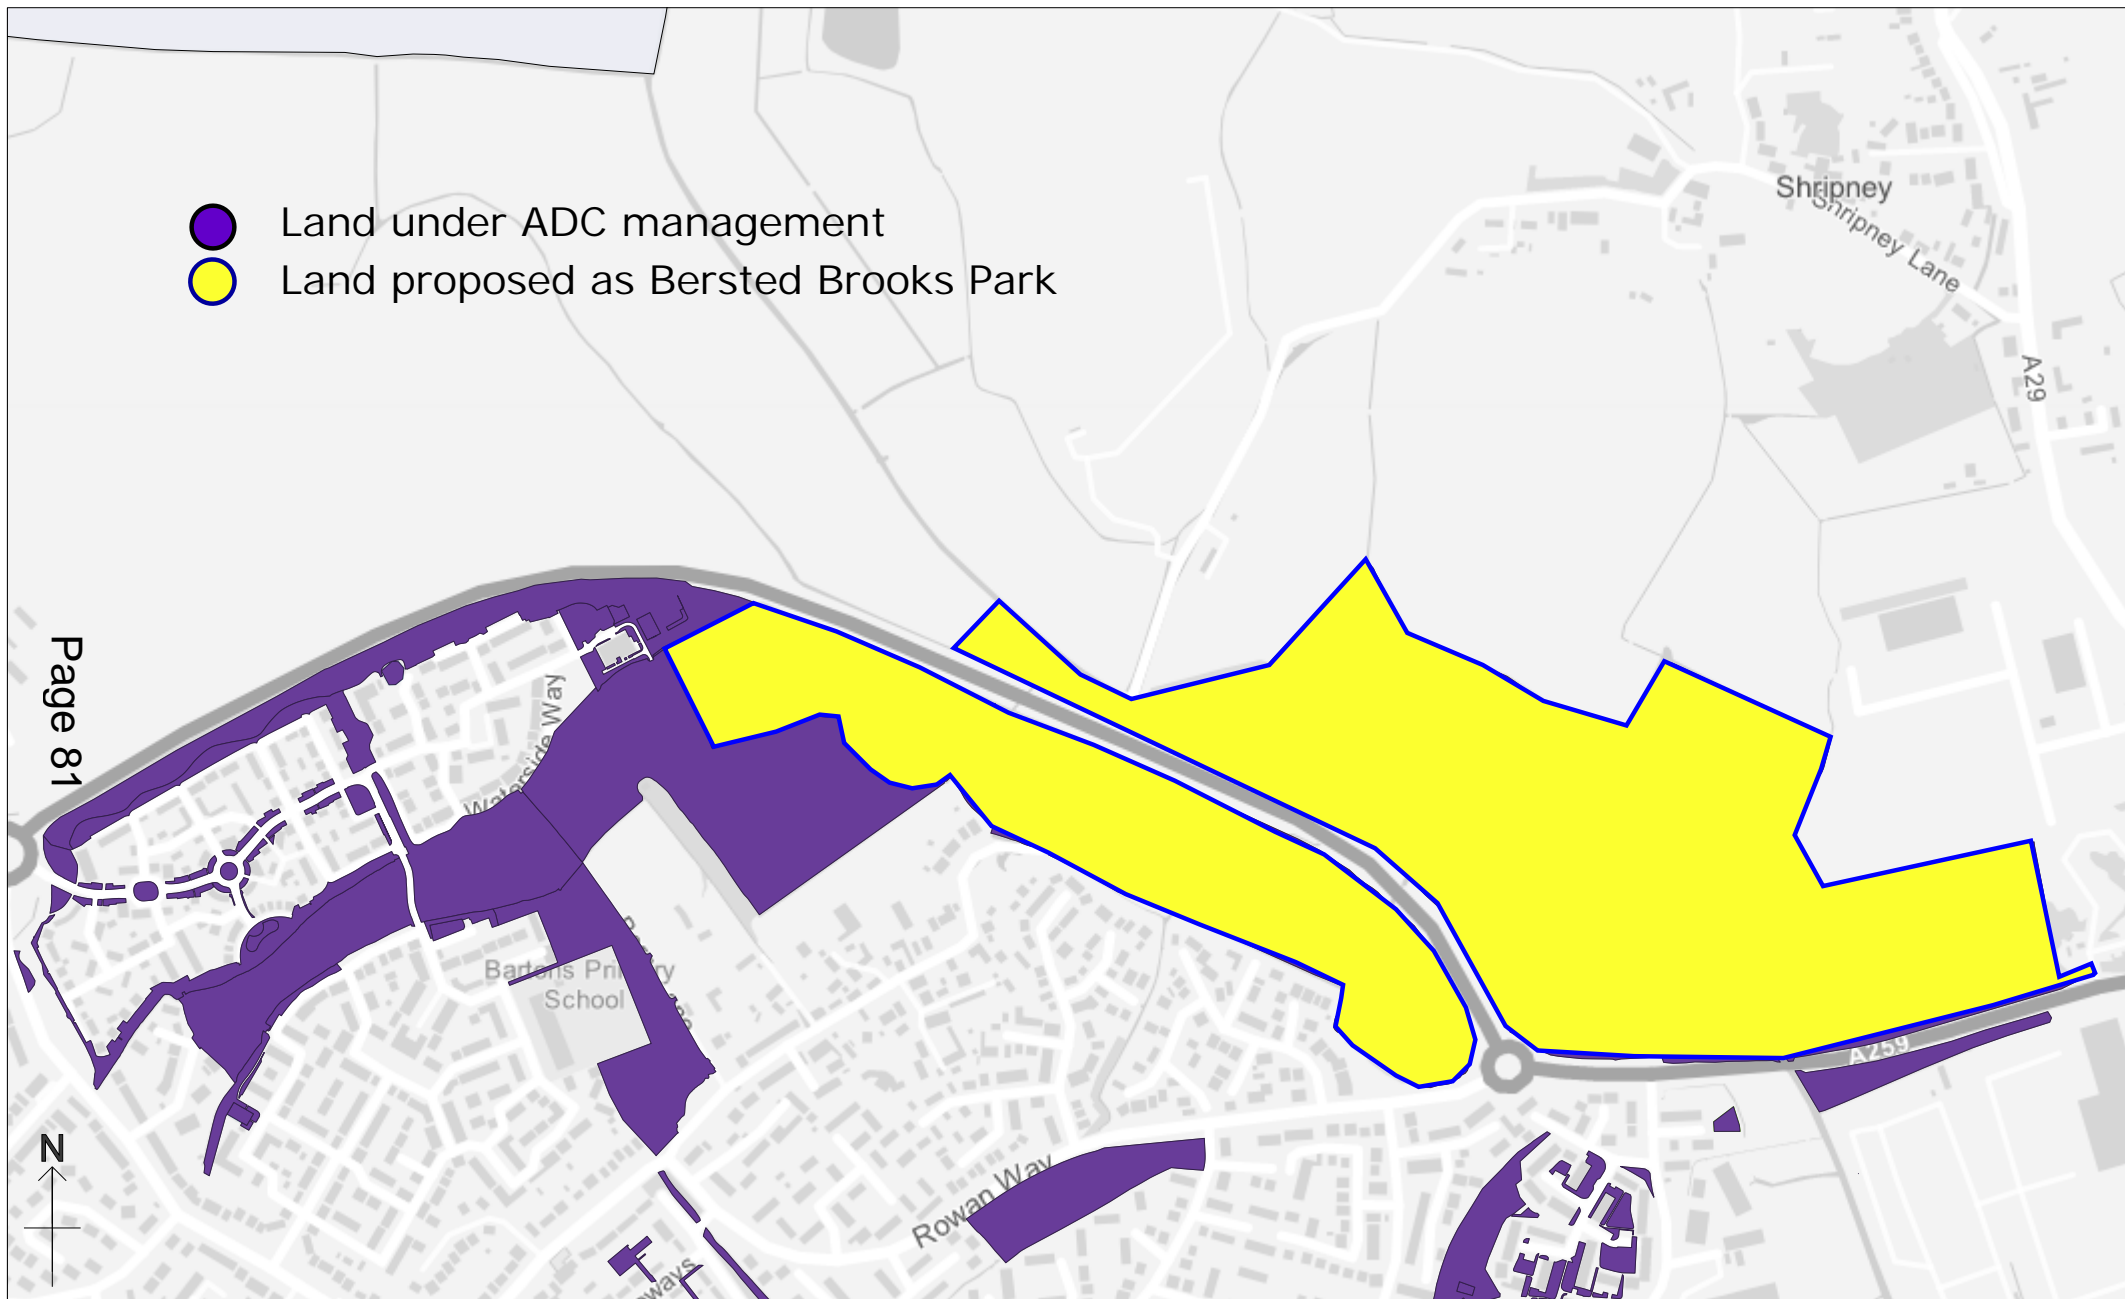 Land under ADC management
Land proposed as Bersted Brooks Park
Shripney
Shripney Lane
A29
Page 81
Waterside Way
Bartons Primary
School
A259
N
Rowan Way